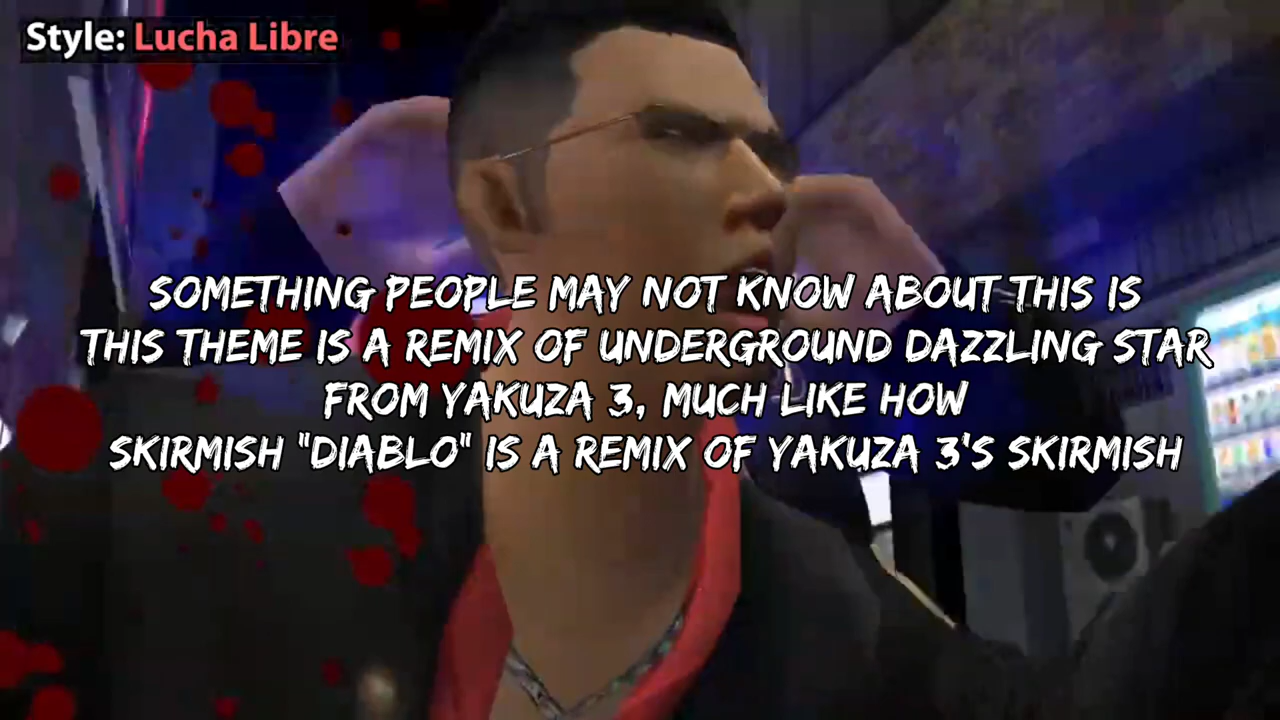 Style: Lucha Libre
SOMETHING PEOPLE MAY NOT KNOW ABOUT THIS IS
THIS THEME IS A REMIX OF UNDERGROUND DAZZLING STAR
FROM YAKUZA 3, MUCH LIKE HOW
SKIRMISH "DIABLO" IS A REMIX OF YAKUZA 3'S SKIRMISH